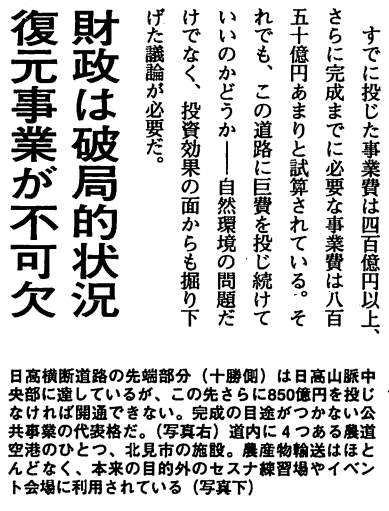 すでに投じた事業費は四百億円以上、
さらに完成までに必要な事業費は八百
五十億円あまりと試算されている。そ
れでも、この道路に巨費を投じ続けて
いいのかどうか――自然環境の問題だ
けでなく、投資効果の面からも掘り下
げた議論が必要だ。
財政は破局的状況
復元事業が不可欠
日高横断道路の先端部分（十勝側）は日高山脈中
央部に達しているが、この先さらに850億円を投じ
なければ開通できない。完成の目途がつかない公
共事業の代表格だ。（写真右）道内に４つある農道
空港のひとつ、北見市の施設。農産物輸送はほと
んどなく、本来の目的外のセスナ練習場やイベン
ト会場に利用されている（写真下）